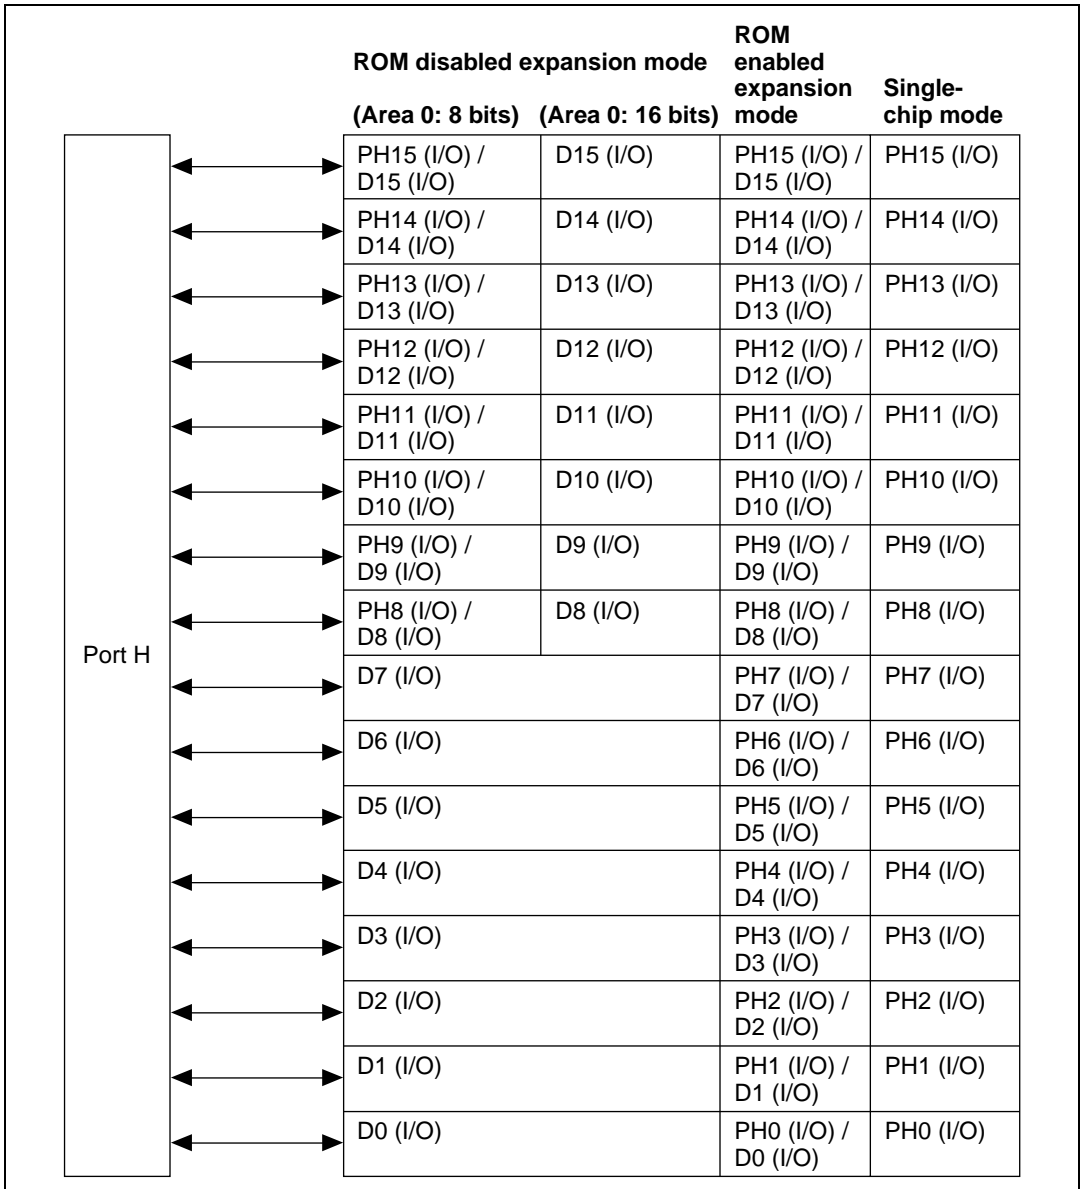 ROM
ROM disabled expansion mode enabled
expansion Single-
(Area 0: 8 bits) (Area 0: 16 bits) mode chip mode
PH15 (I/O) / D15 (I/O) PH15 (I/O) / PH15 (I/O)
D15 (I/O) D15 (I/O)
PH14 (I/O) / D14 (I/O) PH14 (I/O) / PH14 (I/O)
D14 (I/O) D14 (I/O)
PH13 (I/O) / D13 (I/O) PH13 (I/O) / PH13 (I/O)
D13 (I/O) D13 (I/O)
PH12 (I/O) / D12 (I/O) PH12 (I/O) / PH12 (I/O)
D12 (I/O) D12 (I/O)
PH11 (I/O) / D11 (I/O) PH11 (I/O) / PH11 (I/O)
D11 (I/O) D11 (I/O)
PH10 (I/O) / D10 (I/O) PH10 (I/O) / PH10 (I/O)
D10 (I/O) D10 (I/O)
PH9 (I/O) / D9 (I/O) PH9 (I/O) / PH9 (I/O)
D9 (I/O) D9 (I/O)
PH8 (I/O) / D8 (I/O) PH8 (I/O) / PH8 (I/O)
D8 (I/O) D8 (I/O)
Port H
D7 (I/O) PH7 (I/O) / PH7 (I/O)
D7 (I/O)
D6 (I/O) PH6 (I/O) / PH6 (I/O)
D6 (I/O)
D5 (I/O) PH5 (I/O) / PH5 (I/O)
D5 (I/O)
D4 (I/O) PH4 (I/O) / PH4 (I/O)
D4 (I/O)
D3 (I/O) PH3 (I/O) / PH3 (I/O)
D3 (I/O)
D2 (I/O) PH2 (I/O) / PH2 (I/O)
D2 (I/O)
D1 (I/O) PH1 (I/O) / PH1 (I/O)
D1 (I/O)
D0 (I/O) PH0 (I/O) / PH0 (I/O)
D0 (I/O)